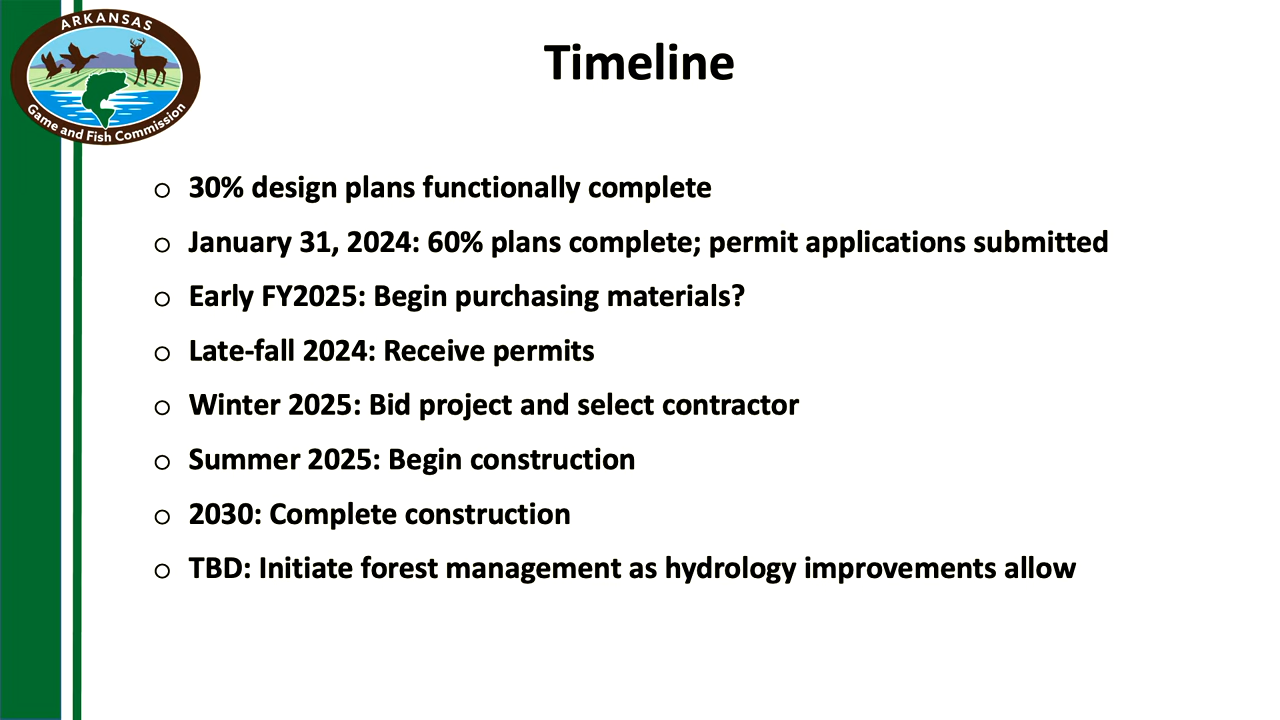 ARKANSAS
Game and Fish Commission
Timeline
30% design plans functionally complete
January 31, 2024: 60% plans complete; permit applications submitted
Early FY2025: Begin purchasing materials?
Late-fall 2024: Receive permits
Winter 2025: Bid project and select contractor
Summer 2025: Begin construction
2030: Complete construction
TBD: Initiate forest management as hydrology improvements allow